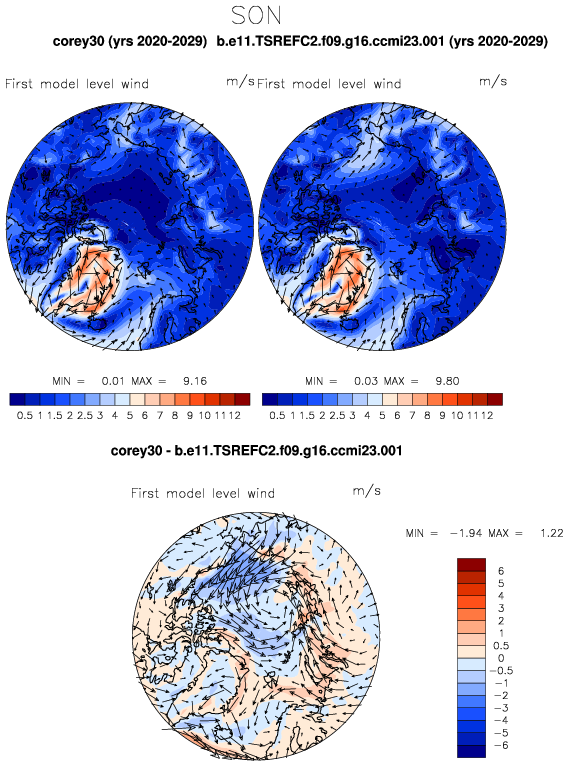 SON
corey30 (yrs 2020-2029) b.e11.TSREFC2.f09.g16.ccmi23.001 (yrs 2020-2029)
First model level wind m/s First model level wind m/s
MIN = 0.01 MAX = 9.16 MIN = 0.03 MAX = 9.80
0.5 1 1.5 2 2.5 3 4 5 6 7 8 9 10 11 12 0.5 1 1.5 2 2.5 3 4 5 6 7 8 9 10 11 12
corey30 - b.e11.TSREFC2.f09.g16.ccmi23.001
First model level wind m/s
MIN = -1.94 MAX = 1.22
6
5
4
3
2
1
0.5
0
-0.5
-1
-2
-3
-4
-5
-6